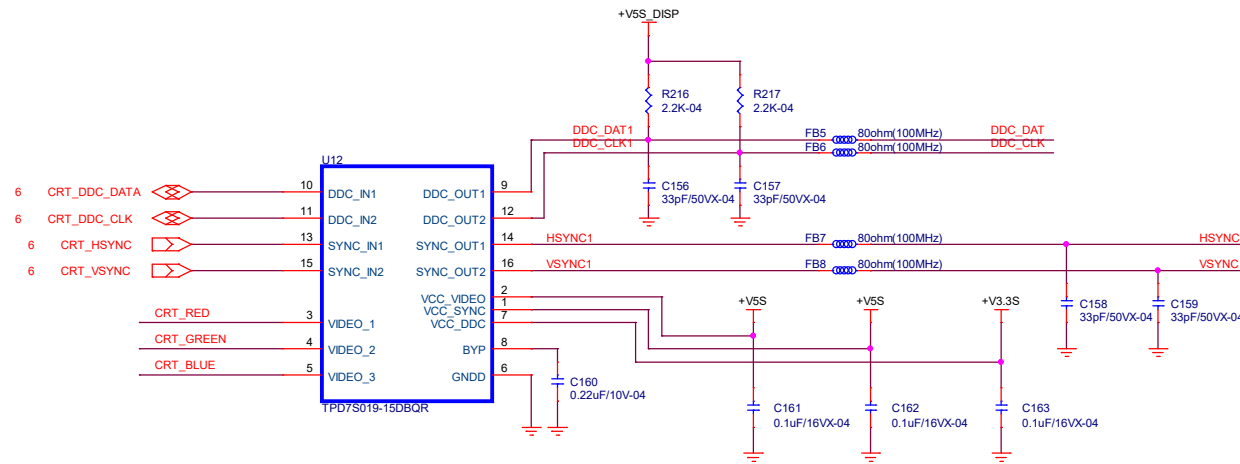 +V5S_DISP
R216
2.2K-04
R217
2.2K-04
DDC_DAT1
FB5
80ohm(100MHz)
DDC_DAT
DDC_CLK1
FB6
80ohm(100MHz)
DDC_CLK
U12
6 CRT_DDC_DATA
10
DDC_IN1
DDC_OUT1
9
C156
33pF/50VX-04
C157
33pF/50VX-04
6 CRT_DDC_CLK
11
DDC_IN2
DDC_OUT2
12
6 CRT_HSYNC
13
SYNC_IN1
SYNC_OUT1
14
HSYNC1
FB7
80ohm(100MHz)
HSYNC
6 CRT_VSYNC
15
SYNC_IN2
SYNC_OUT2
16
VSYNC1
FB8
80ohm(100MHz)
VSYNC
VCC_VIDEO
2
VCC_SYNC
1
VCC_DDC
7
+V5S
+V5S
+V3.3S
C158
33pF/50VX-04
C159
33pF/50VX-04
CRT_RED
3
VIDEO_1
CRT_GREEN
4
VIDEO_2
BYP
8
CRT_BLUE
5
VIDEO_3
GNDD
6
C160
0.22uF/10V-04
TPD7S019-15DBQR
C161
0.1uF/16VX-04
C162
0.1uF/16VX-04
C163
0.1uF/16VX-04